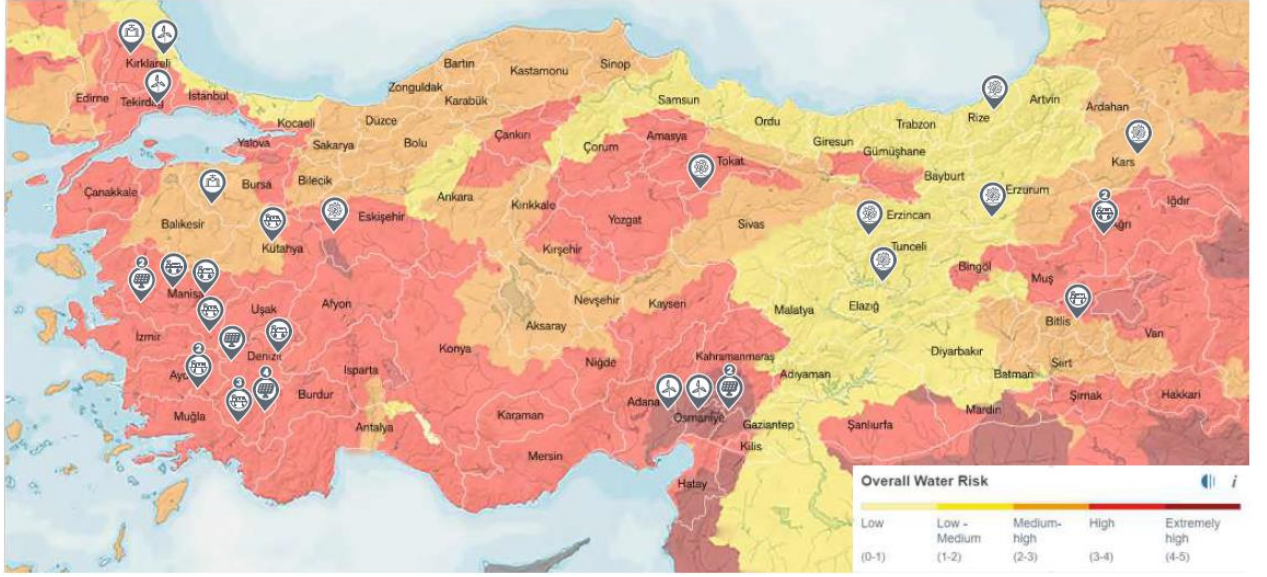 Kırklareli
Edirne
Tekirdağ
İstanbul
Kocaeli
Yalova
Sakarya
Düzce
Zonguldak
Bartın
Karabük
Kastamonu
Sinop
Bolu
Çankırı
Samsun
Çorum
Amasya
Tokat
Ordu
Giresun
Trabzon
Gümüşhane
Rize
Artvin
Ardahan
Kars
Bayburt
Erzurum
Iğdır
2
Ağrı
Çanakkale
Balıkesir
Bursa
Bilecik
Kütahya
Eskişehir
Ankara
Kırıkkale
Yozgat
Kırşehir
Sivas
Erzincan
Tunceli
Bingöl
Muş
Bitlis
Van
2
Manisa
Uşak
Afyon
İzmir
Denizli
2
Aydın
3
4
Muğla
Burdur
Isparta
Antalya
Konya
Aksaray
Nevşehir
Kayseri
Niğde
Karaman
Mersin
Adana
2
Osmaniye
Kahramanmaraş
Gaziantep
Kilis
Hatay
Malatya
Elazığ
Adıyaman
Diyarbakır
Batman
Siirt
Şanlıurfa
Mardin
Şırnak
Hakkari
Overall Water Risk
i
Low
Low -
Medium
Medium-
high
High
Extremely
high
(0-1)
(1-2)
(2-3)
(3-4)
(4-5)